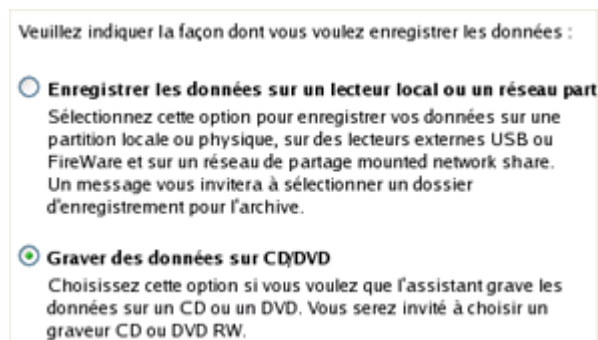 Veuillez indiquer la façon dont vous voulez enregistrer les données :
Enregistrer les données sur un lecteur local ou un réseau part
Sélectionnez cette option pour enregistrer vos données sur une
partition locale ou physique, sur des lecteurs externes USB ou
FireWare et sur un réseau de partage mounted network share.
Un message vous invitera à sélectionner un dossier
d'enregistrement pour l'archive.
Graver des données sur CD/DVD
Choisissez cette option si vous voulez que l'assistant grave les
données sur un CD ou un DVD. Vous serez invité à choisir un
graveur CD ou DVD RW.